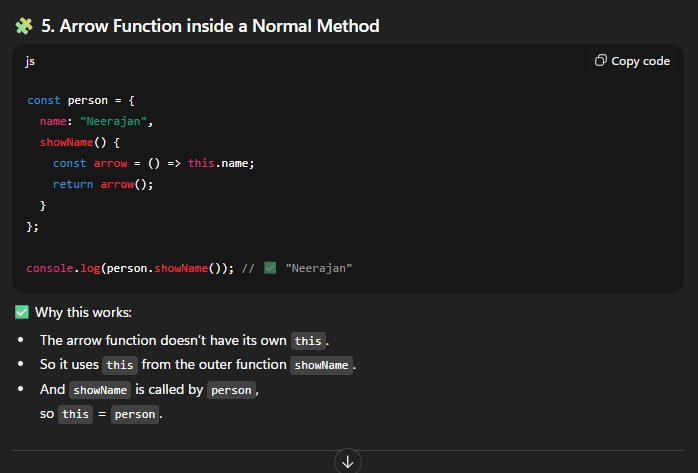 🧩 5. Arrow Function inside a Normal Method
js
Copy code
const person = {
  name: "Neerajan",
  showName() {
    const arrow = () => this.name;
    return arrow();
  }
};
console.log(person.showName()); // ✅ "Neerajan"
✅ Why this works:
• The arrow function doesn’t have its own this.
• So it uses this from the outer function showName.
• And showName is called by person,
so this = person.